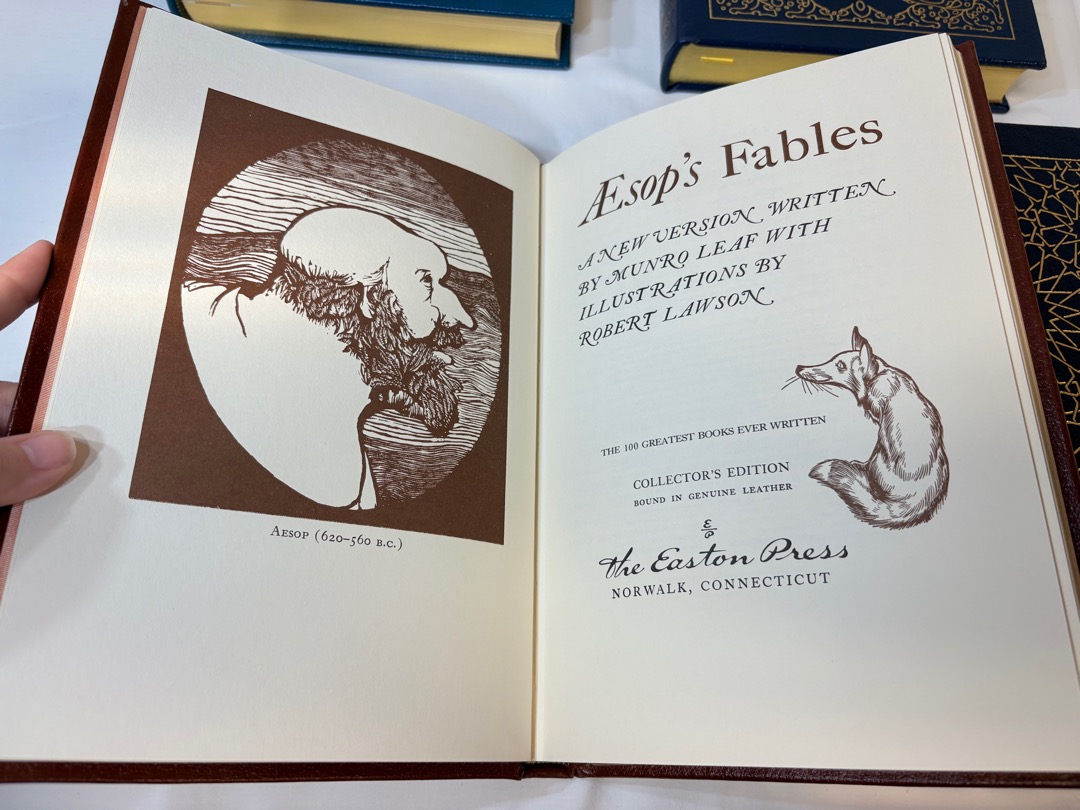 AESOP (620–560 B.C.)
Æsop's Fables
A NEW VERSION WRITTEN
BY MUNRO LEAF WITH
ILLUSTRATIONS BY
ROBERT LAWSON
THE 100 GREATEST BOOKS EVER WRITTEN
COLLECTOR'S EDITION
BOUND IN GENUINE LEATHER
The Easton Press
NORWALK, CONNECTICUT